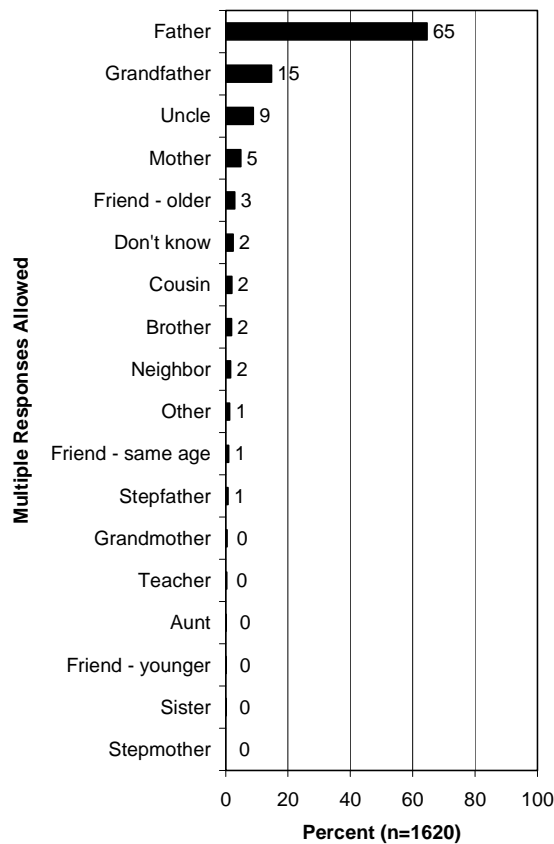 Multiple Responses Allowed
Father 65
Grandfather 15
Uncle 9
Mother 5
Friend - older 3
Don't know 2
Cousin 2
Brother 2
Neighbor 2
Other 1
Friend - same age 1
Stepfather 1
Grandmother 0
Teacher 0
Aunt 0
Friend - younger 0
Sister 0
Stepmother 0
0 20 40 60 80 100
Percent (n=1620)